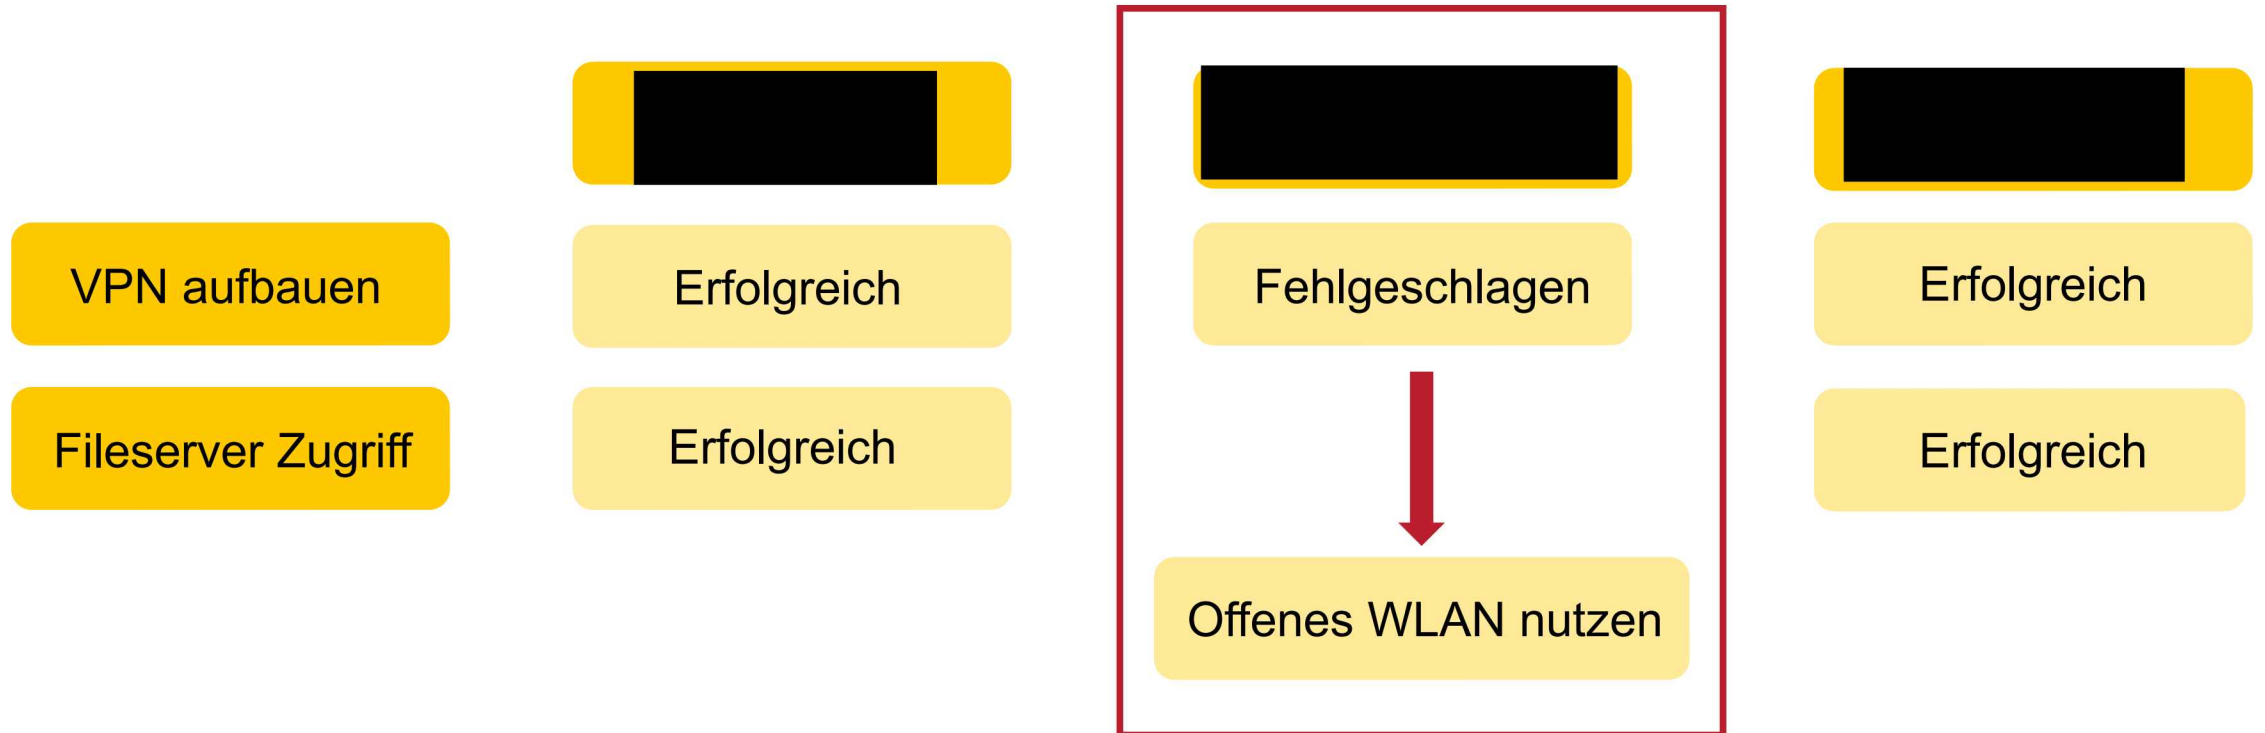 VPN aufbauen
Erfolgreich
Fehlgeschlagen
Erfolgreich
Fileserver Zugriff
Erfolgreich
Erfolgreich
Offenes WLAN nutzen